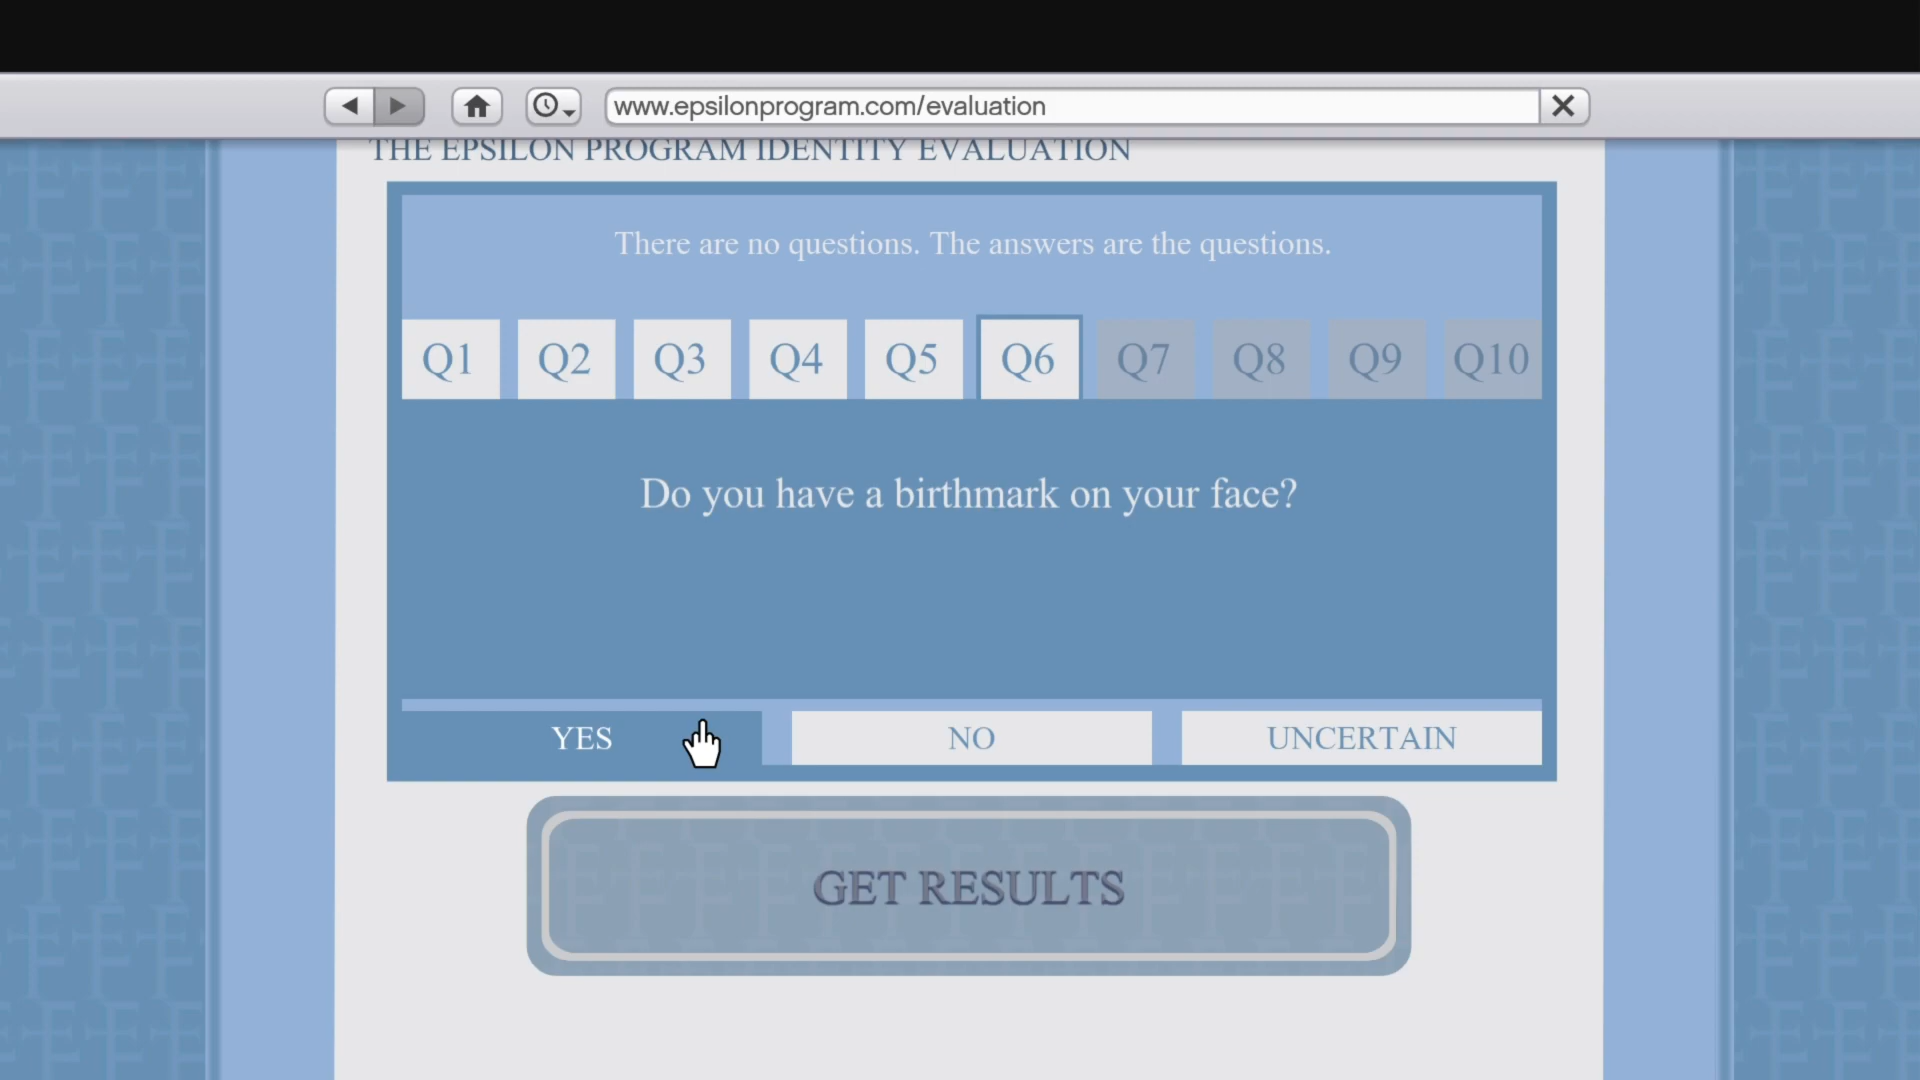 www.epsilonprogram.com/evaluation
THE EPSILON PROGRAM IDENTITY EVALUATION
There are no questions. The answers are the questions.
Q1 Q2 Q3 Q4 Q5 Q6 Q7 Q8 Q9 Q10
Do you have a birthmark on your face?
YES NO UNCERTAIN
GET RESULTS